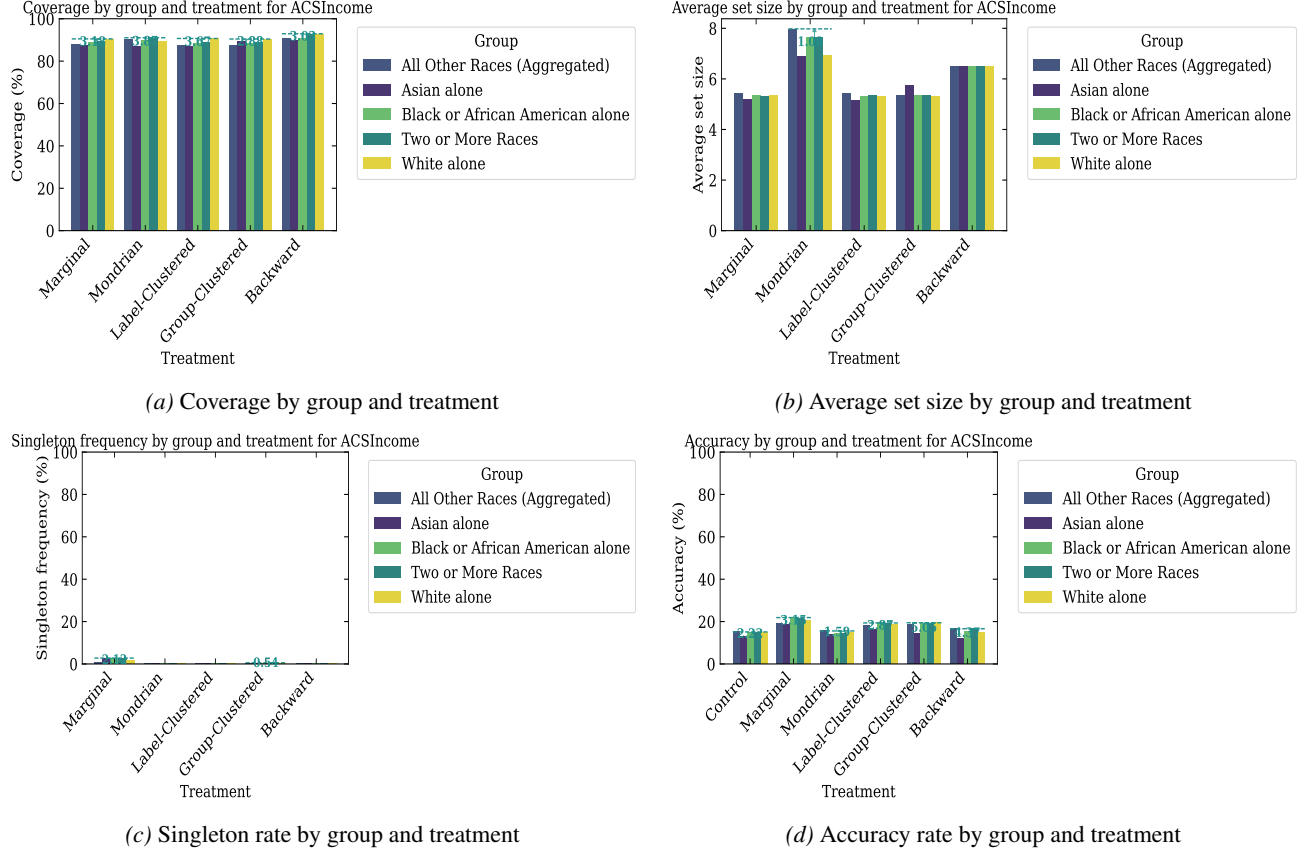 Coverage by group and treatment for ACSIncome
Coverage (%)
100
80
60
40
20
0
Marginal
Mondrian
Label-Clustered
Group-Clustered
Backward
Treatment
Group
All Other Races (Aggregated)
Asian alone
Black or African American alone
Two or More Races
White alone
(a) Coverage by group and treatment
Average set size by group and treatment for ACSIncome
Average set size
8
6
4
2
0
Marginal
Mondrian
Label-Clustered
Group-Clustered
Backward
Treatment
Group
All Other Races (Aggregated)
Asian alone
Black or African American alone
Two or More Races
White alone
(b) Average set size by group and treatment
Singleton frequency by group and treatment for ACSIncome
Singleton frequency (%)
100
80
60
40
20
0
Marginal
Mondrian
Label-Clustered
Group-Clustered
Backward
Treatment
Group
All Other Races (Aggregated)
Asian alone
Black or African American alone
Two or More Races
White alone
(c) Singleton rate by group and treatment
Accuracy by group and treatment for ACSIncome
Accuracy (%)
100
80
60
40
20
0
Control
Marginal
Mondrian
Label-Clustered
Group-Clustered
Backward
Treatment
Group
All Other Races (Aggregated)
Asian alone
Black or African American alone
Two or More Races
White alone
(d) Accuracy rate by group and treatment